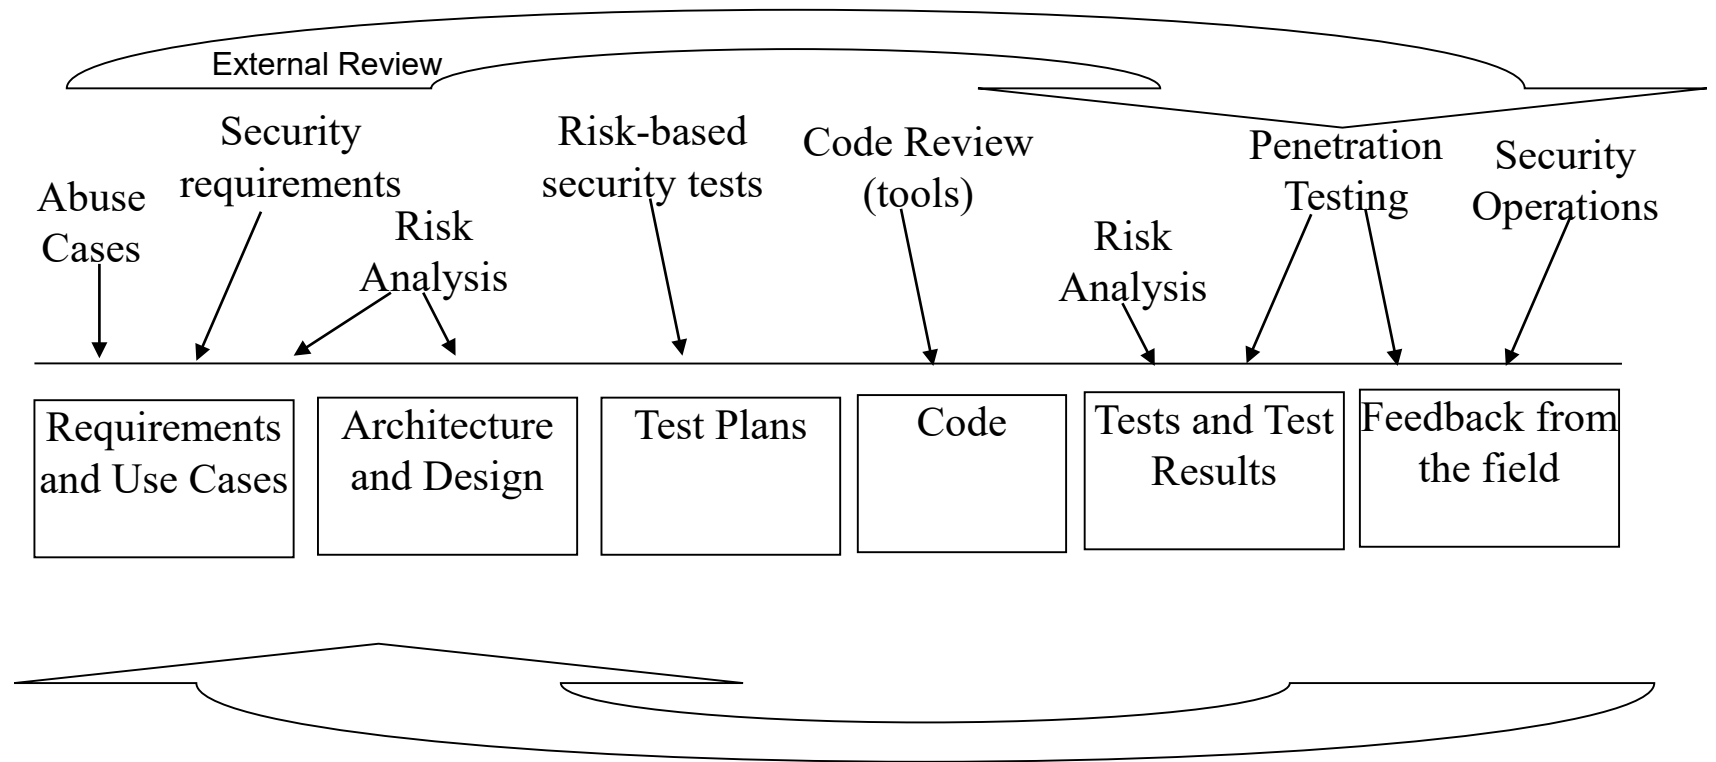 External Review
Security
requirements
Abuse
Cases
Risk
Analysis
Risk-based
security tests
Code Review
(tools)
Risk
Analysis
Penetration
Testing
Security
Operations
Requirements
and Use Cases
Architecture
and Design
Test Plans
Code
Tests and Test
Results
Feedback from
the field